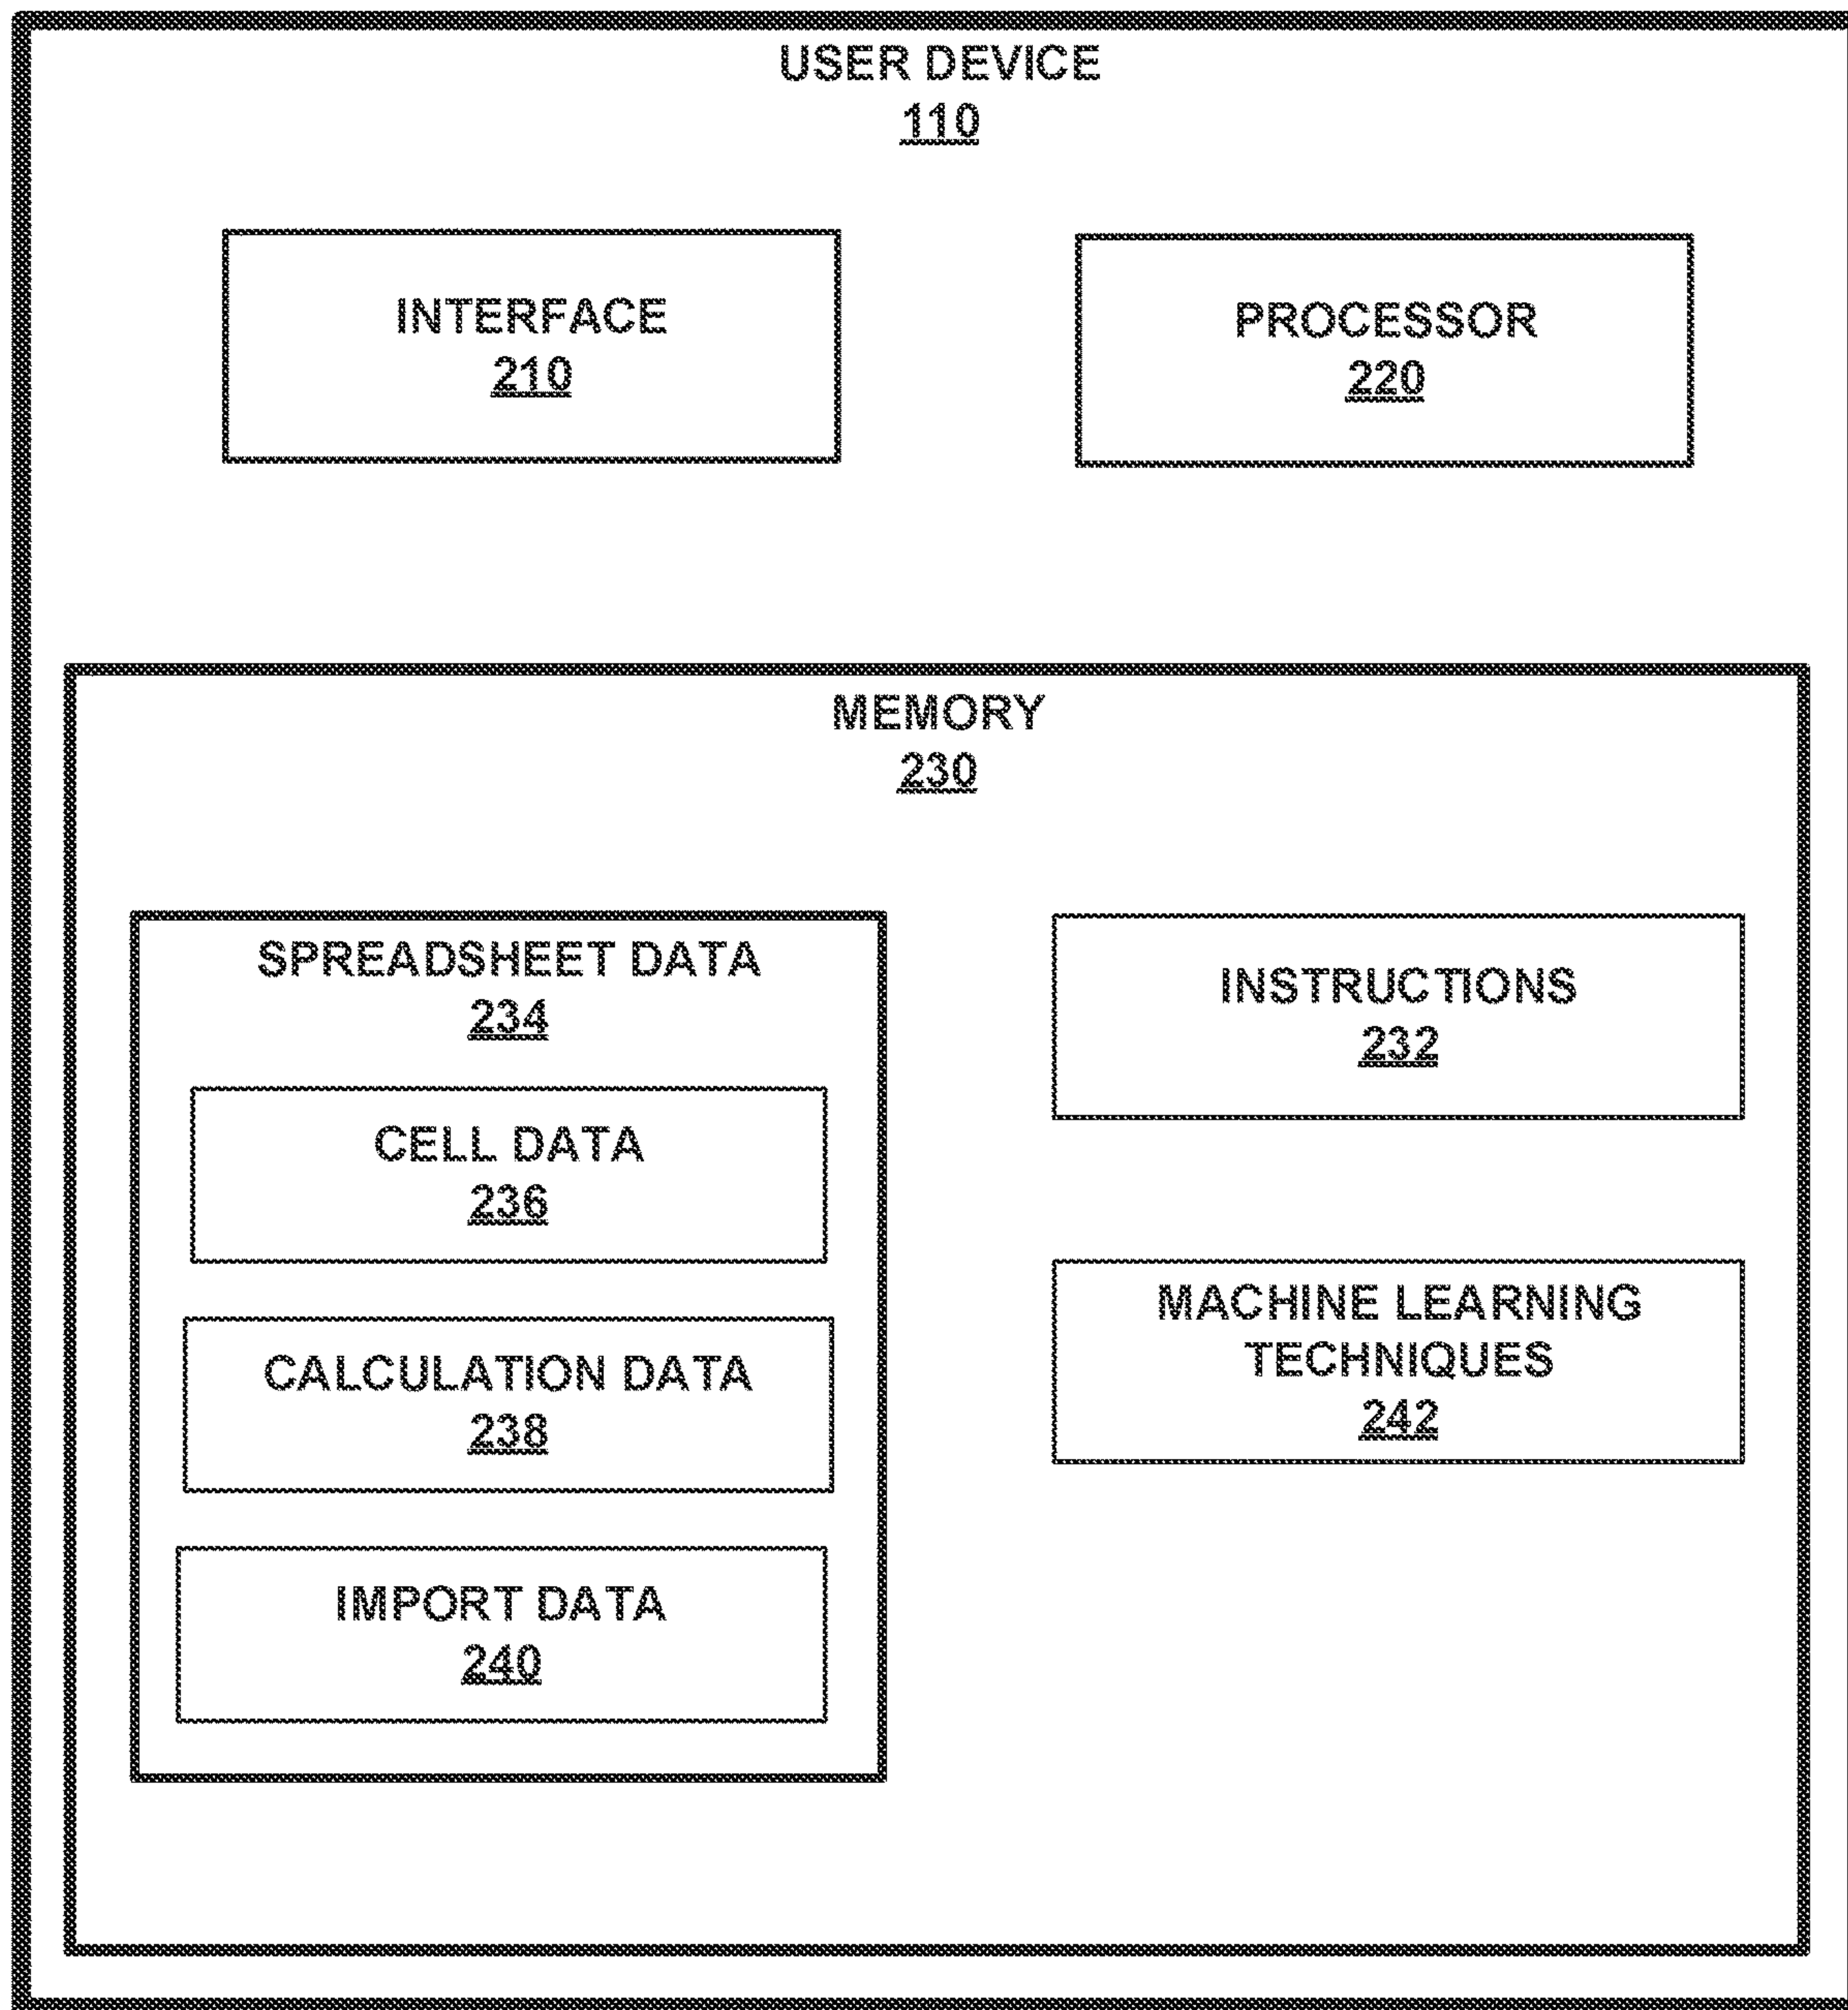 USER DEVICE
110
INTERFACE
210
PROCESSOR
220
MEMORY
230
SPREADSHEET DATA
234
CELL DATA
236
CALCULATION DATA
238
IMPORT DATA
240
INSTRUCTIONS
232
MACHINE LEARNING
TECHNIQUES
242